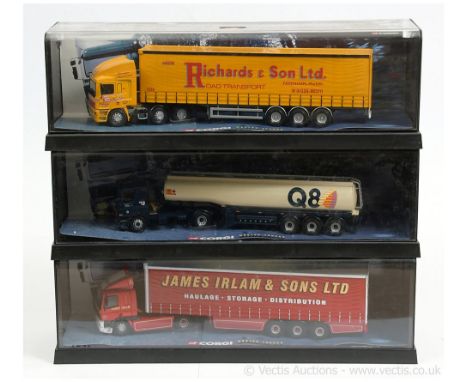 Richards & Son Ltd.
ROAD TRANSPORT
CORGI
Q8
CORGI
JAMES IRLAM & SONS LTD
HAULAGE · STORAGE · DISTRIBUTION
CORGI
© Vectis Auctions - www.vectis.co.uk